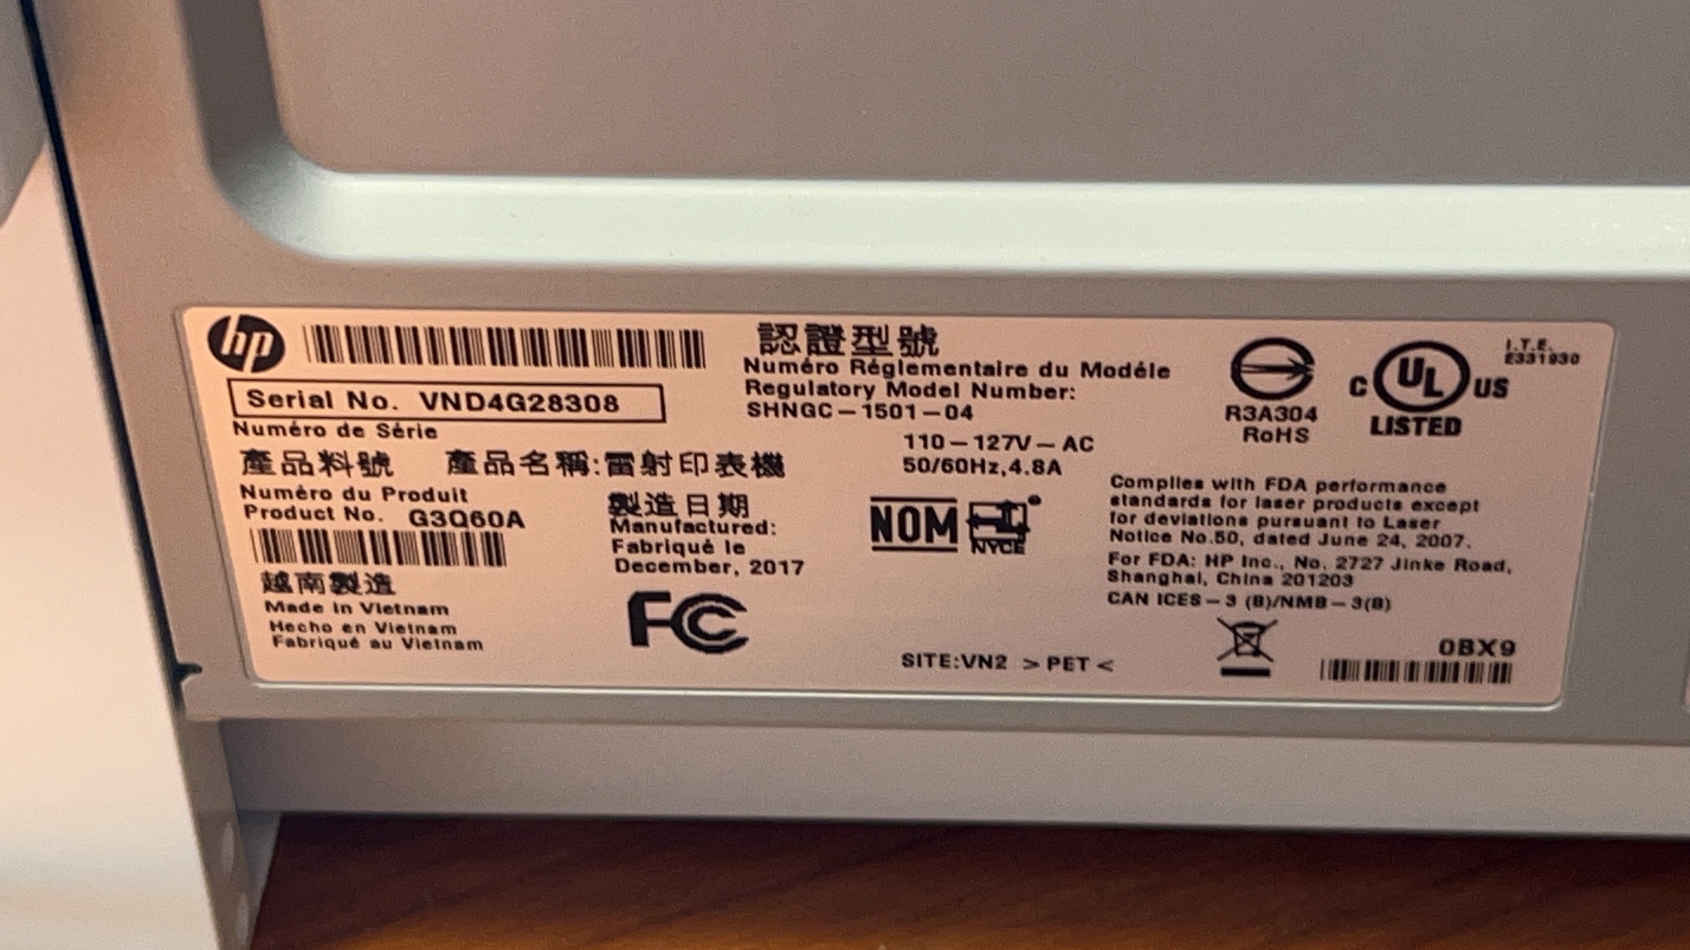 hp
Serial No. VND4G28308
Numéro de Série
產品料號
Numéro du Produit
Product No. G3Q60A
越南製造
Made in Vietnam
Hecho en Vietnam
Fabriqué au Vietnam
產品名稱:雷射印表機
製造日期
Manufactured:
Fabriqué le
December, 2017
FC
認證型號
Numéro Réglementaire du Modéle
Regulatory Model Number:
SHNGC-1501-04
110-127V~AC
50/60Hz,4.8A
NOM
NYCE
SITE:VN2 >PET<
R3A304
RoHS
C UL US
LISTED
I.T.E.
E331930
Complies with FDA performance
standards for laser products except
for deviations pursuant to Laser
Notice No.50, dated June 24, 2007.
For FDA: HP Inc., No, 2727 Jinke Road,
Shanghai, China 201203
CAN ICES-3 (B)/NMB-3(B)
0BX9